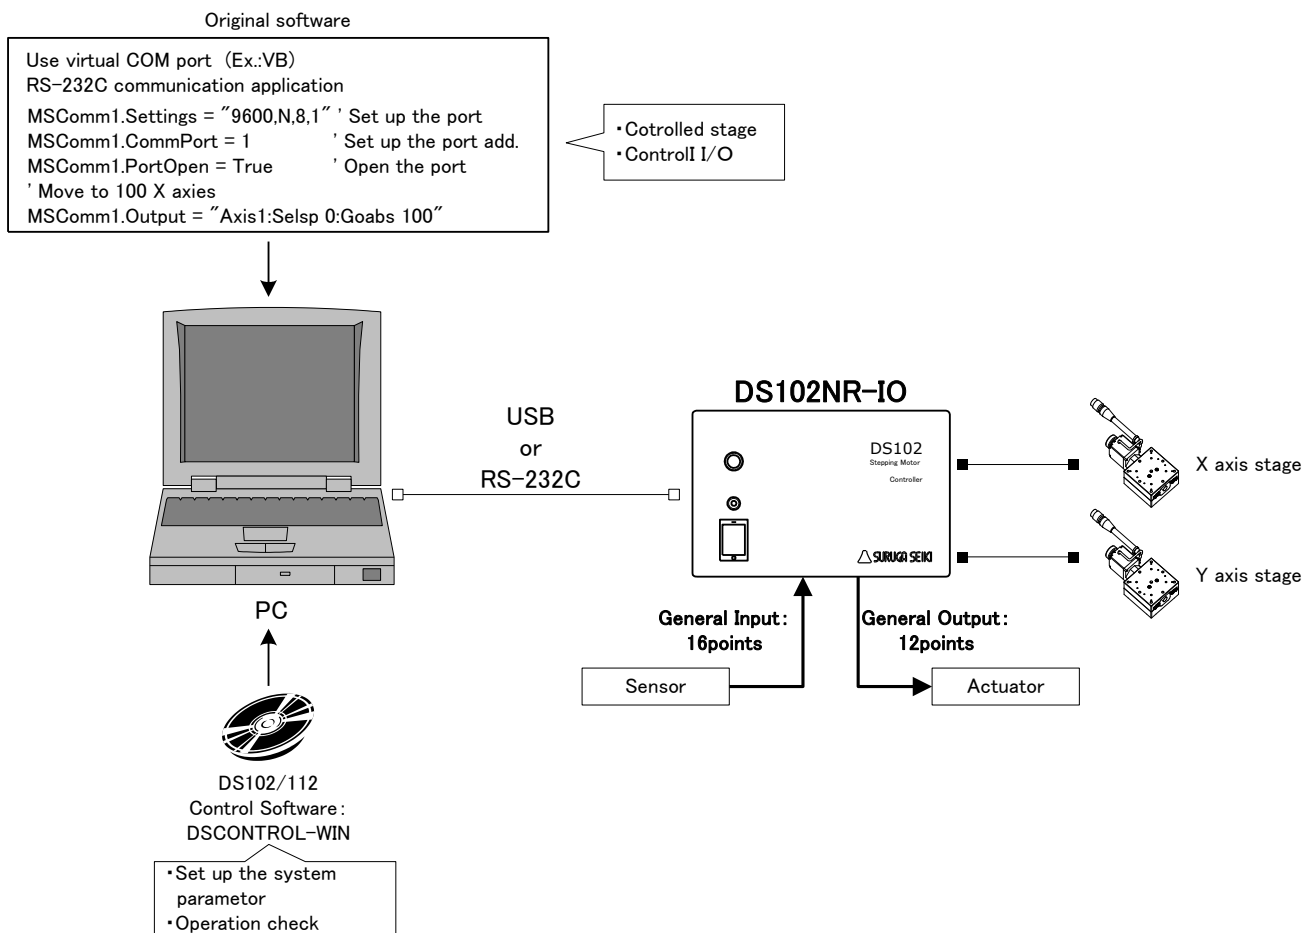 Original software
Use virtual COM port (Ex.:VB)
RS-232C communication application
MSComm1.Settings = "9600,N,8,1" ' Set up the port
MSComm1.CommPort = 1 ' Set up the port add.
MSComm1.PortOpen = True ' Open the port
' Move to 100 X axies
MSComm1.Output = "Axis1:Selsp 0:Goabs 100"
・Cotrolled stage
・ControlI I/O
USB
or
RS-232C
DS102NR-IO
DS102
Stepping Motor
Controller
SURUGA SEIKI
X axis stage
Y axis stage
PC
General Input:
16points
General Output:
12points
Sensor
Actuator
DS102/112
Control Software:
DSCONTROL-WIN
・Set up the system
parametor
・Operation check